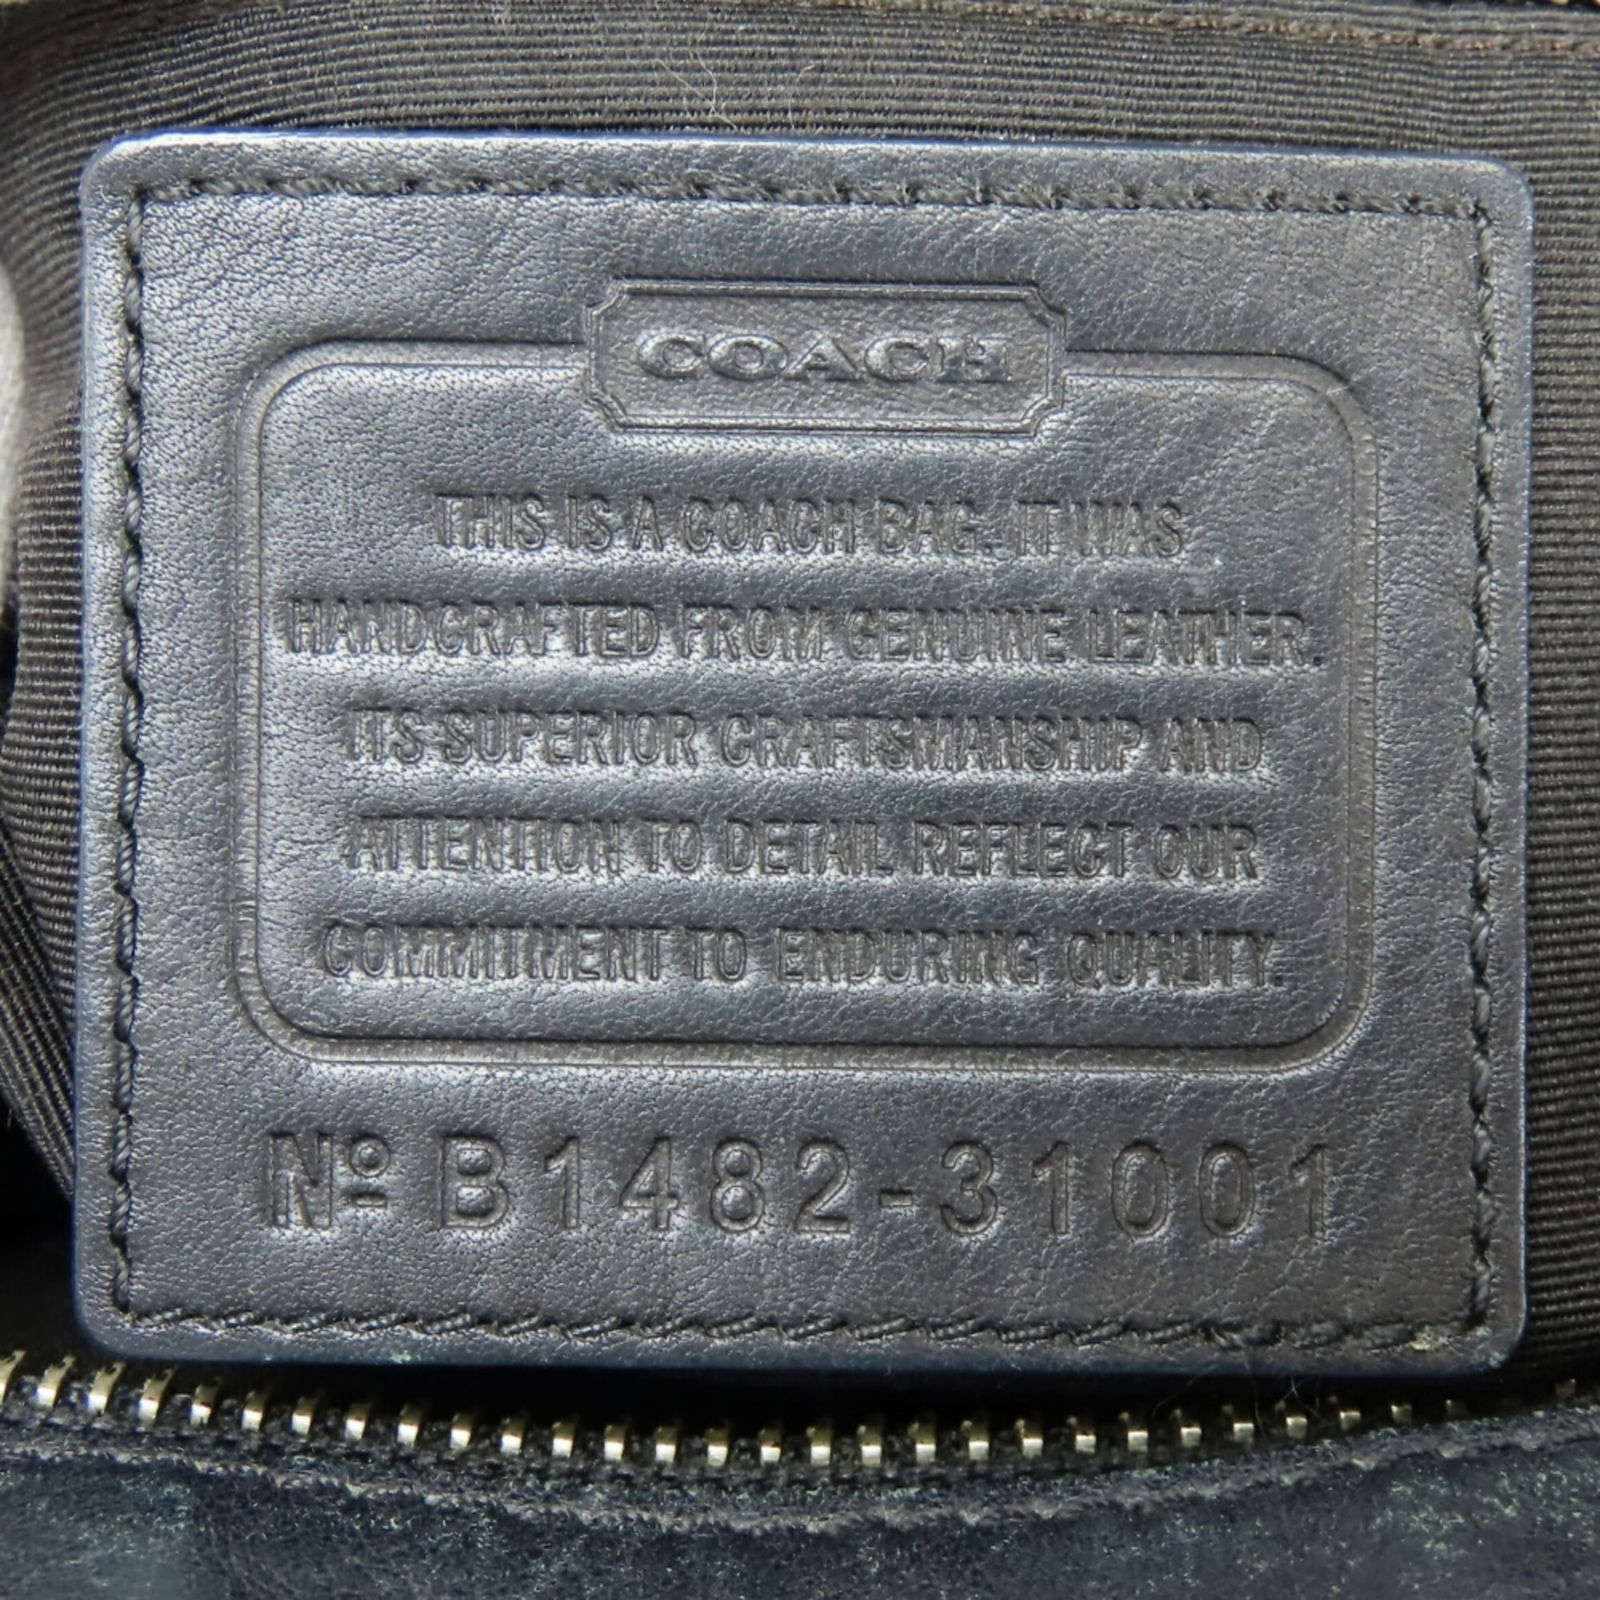 COACH
THIS IS A COACH BAG. IT WAS
HANDCRAFTED FROM GENUINE LEATHER.
ITS SUPERIOR CRAFTSMANSHIP AND
ATTENTION TO DETAIL REFLECT OUR
COMMITMENT TO ENDURING QUALITY.
Nº B1482-31001